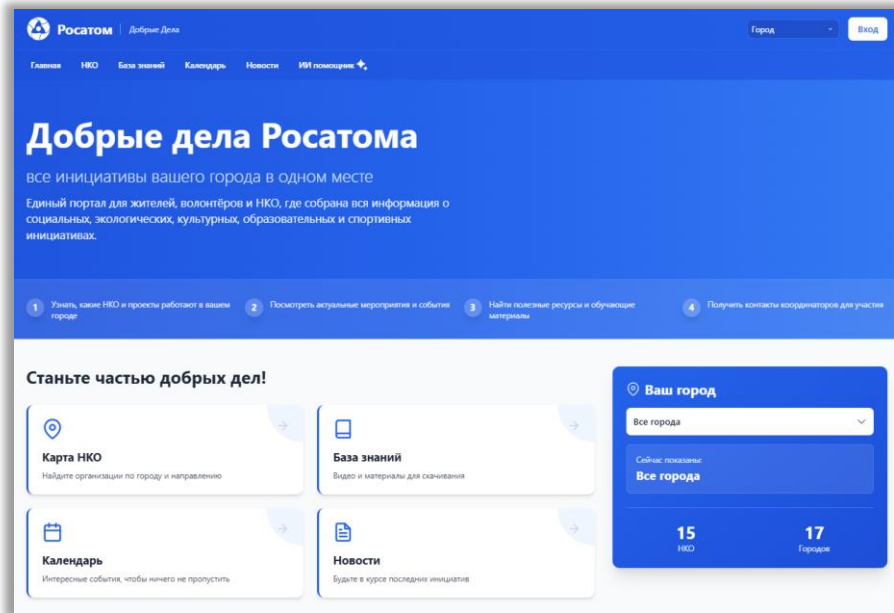 Росатом
Добрые Дела
Город
Вход
Главная
НКО
База знаний
Календарь
Новости
ИИ помощник
Добрые дела Росатома
все инициативы вашего города в одном месте
Единый портал для жителей, волонтёров и НКО, где собрана вся информация о
социальных, экологических, культурных, образовательных и спортивных
инициативах.
1
Узнать, какие НКО и проекты работают в вашем
городе
2
Посмотреть актуальные мероприятия и события
3
Найти полезные ресурсы и обучающие
материалы
4
Получить контакты координаторов для участия
Станьте частью добрых дел!
Карта НКО
Найдите организации по городу и направлению
База знаний
Видео и материалы для скачивания
Календарь
Интересные события, чтобы ничего не пропустить
Новости
Будьте в курсе последних инициатив
Ваш город
Все города
Сейчас показаны:
Все города
15
НКО
17
Городов